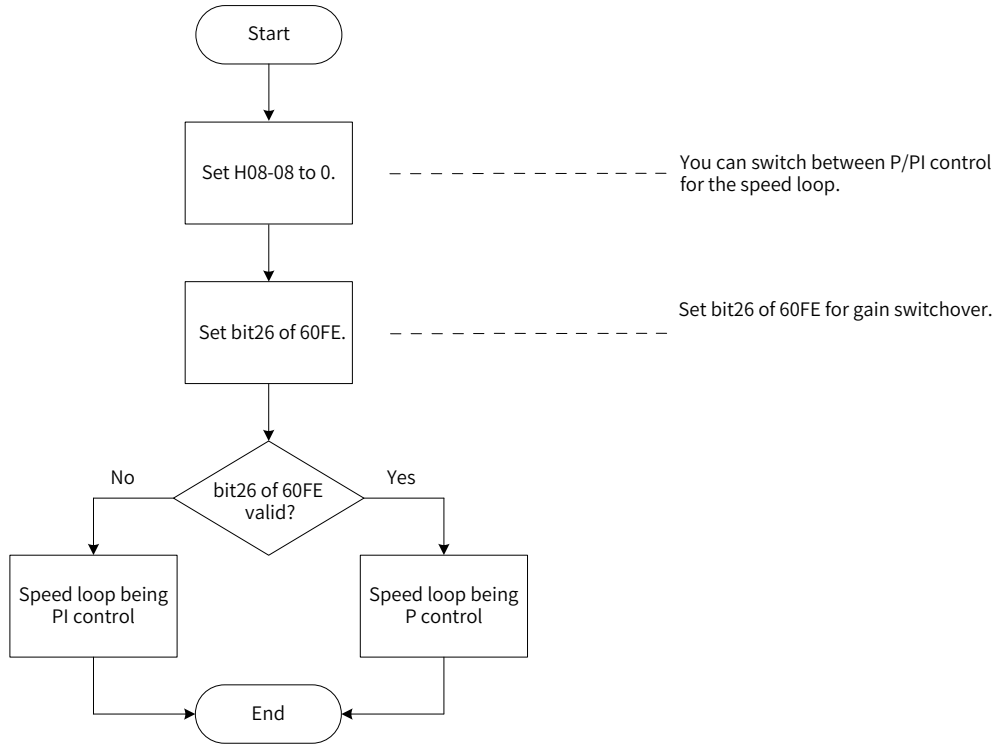 Start
Set H08-08 to 0.
You can switch between P/PI control
for the speed loop.
Set bit26 of 60FE.
Set bit26 of 60FE for gain switchover.
bit26 of 60FE
valid?
No
Yes
Speed loop being
PI control
Speed loop being
P control
End